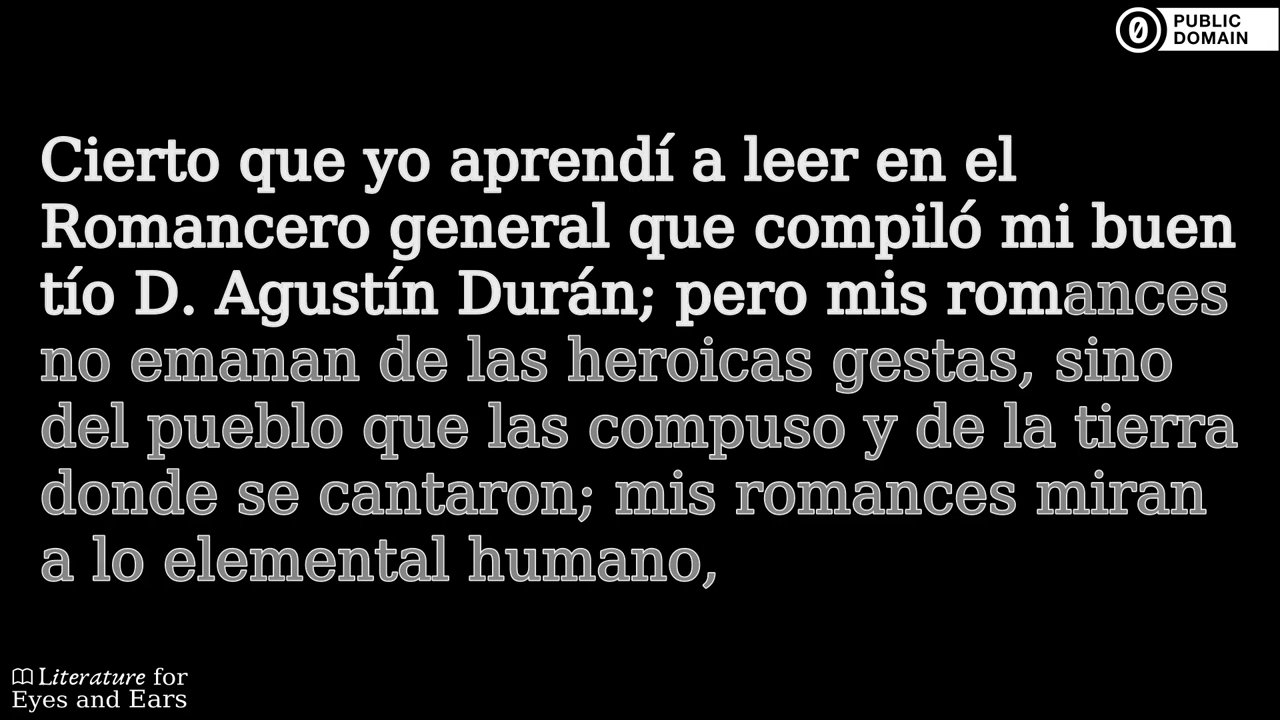 PUBLIC
DOMAIN
Cierto que yo aprendí a leer en el
Romancero general que compiló mi buen
tío D. Agustín Durán; pero mis romances
no emanan de las heroicas gestas, sino
del pueblo que las compuso y de la tierra
donde se cantaron; mis romances miran
a lo elemental humano,
Literature for
Eyes and Ears